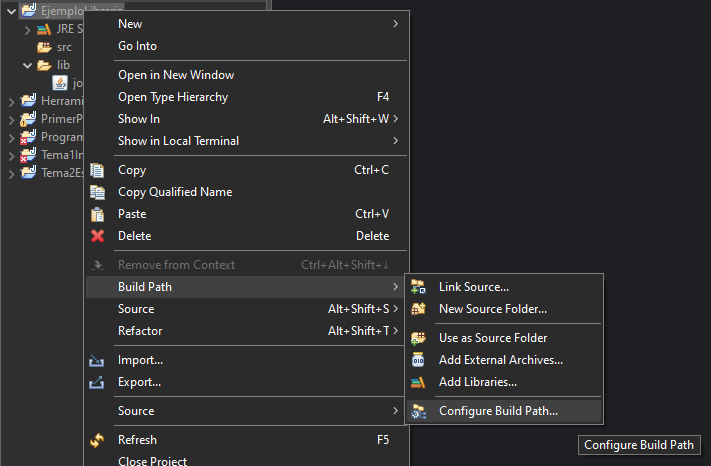 EjemploLibreria
JRE S
src
lib
jo
Herrami
PrimerP
Program
Tema1In
Tema2Es
New
Go Into
Open in New Window
Open Type Hierarchy F4
Show In Alt+Shift+W
Show in Local Terminal
Copy Ctrl+C
Copy Qualified Name
Paste Ctrl+V
Delete Delete
Remove from Context Ctrl+Alt+Shift+↓
Build Path
Source Alt+Shift+S
Refactor Alt+Shift+T
Import...
Export...
Source
Refresh F5
Close Project
Link Source...
New Source Folder...
Use as Source Folder
Add External Archives...
Add Libraries...
Configure Build Path...
Configure Build Path